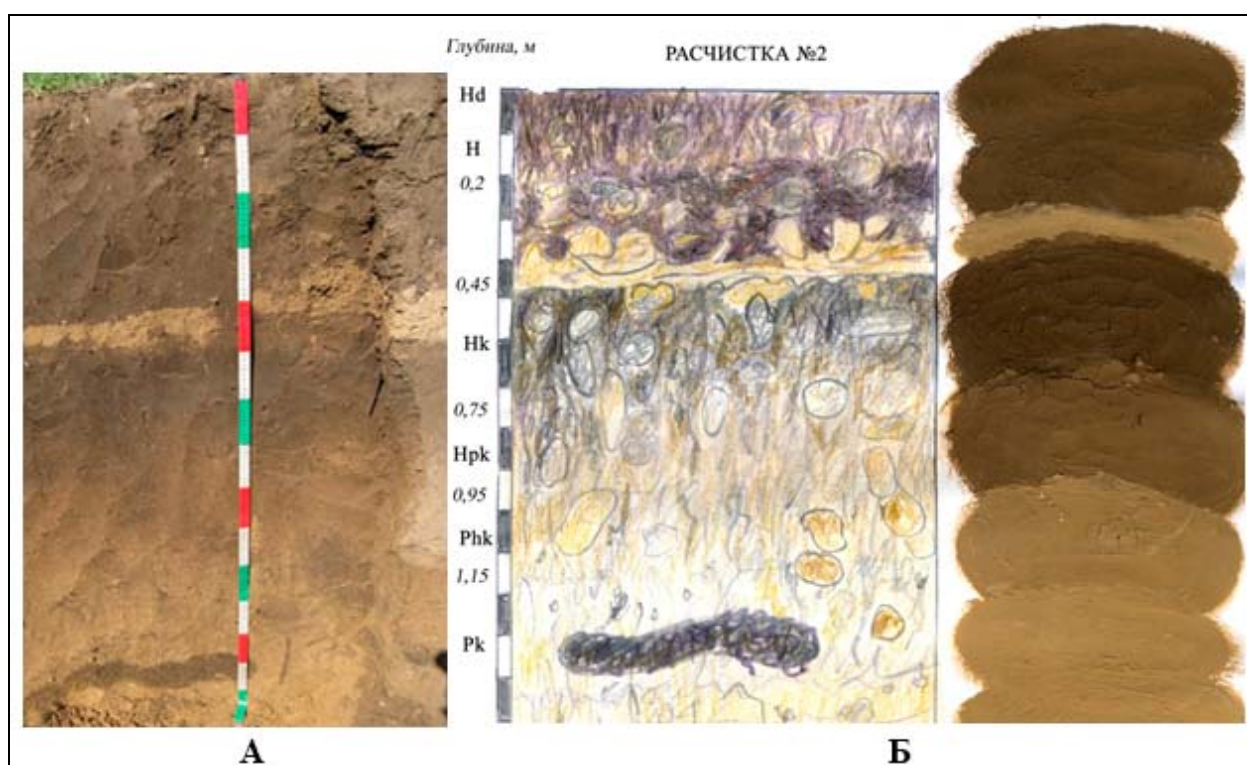 Глубина, м
РАСЧИСТКА №2
Hd
H
0,2
0,45
Hk
0,75
Hpk
0,95
Phk
1,15
Pk
А
Б